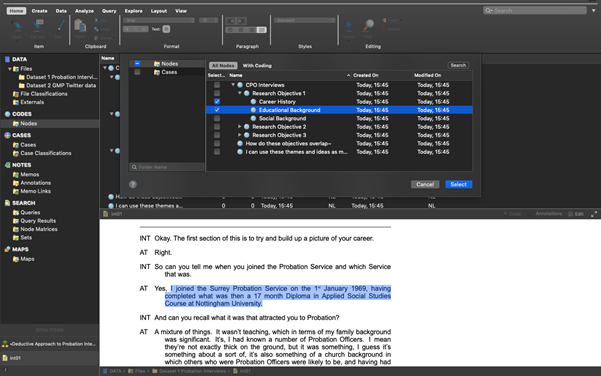 Home Create Data Analyze Query Explore Layout View
Search
Text
Item Clipboard Format Paragraph Styles Editing
DATA
Files
Dataset 1 Probation Intervi...
Dataset 2 GMP Twitter data
File Classifications
Externals
CODES
Nodes
CASES
Cases
Case Classifications
NOTES
Memos
Annotations
Memo Links
SEARCH
Queries
Query Results
Node Matrices
Sets
MAPS
Maps
OPEN ITEMS
•Deductive Approach to Probation Inte...
int01
Name
Nodes
Cases
Folder Name
All Nodes With Coding Search
Select... Name Created On Modified On
CPO Interviews Today, 15:45 Today, 15:45
Research Objective 1 Today, 15:45 Today, 15:45
Career History Today, 15:45 Today, 15:45
Educational Background Today, 15:45 Today, 15:45
Social Background Today, 15:45 Today, 15:45
Research Objective 2 Today, 15:45 Today, 15:45
Research Objective 3 Today, 15:45 Today, 15:45
How do these objectives overlap~ Today, 15:45 Today, 15:45
I can use these themes and ideas as m... Today, 15:45 Today, 15:45
? Cancel Select
I can use these themes a... 0 0 Today, 15:45 NL Today, 15:45 NL
int01 Annotations Edit
INT Okay. The first section of this is to try and build up a picture of your career.
AT Right.
INT So can you tell me when you joined the Probation Service and which Service
that was.
AT Yes, I joined the Surrey Probation Service on the 1st January 1969, having
completed what was then a 17 month Diploma in Applied Social Studies
Course at Nottingham University.
INT And can you recall what it was that attracted you to Probation?
AT A mixture of things. It wasn't teaching, which in terms of my family background
was significant. It's, I had known a number of Probation Officers. I mean
they're not exactly thick on the ground, but it was something, I guess it's
something about a sort of, it's also something of a church background in
which others who were Probation Officers were likely to be, and having had
DATA Files Dataset 1 Probation Interviews int01